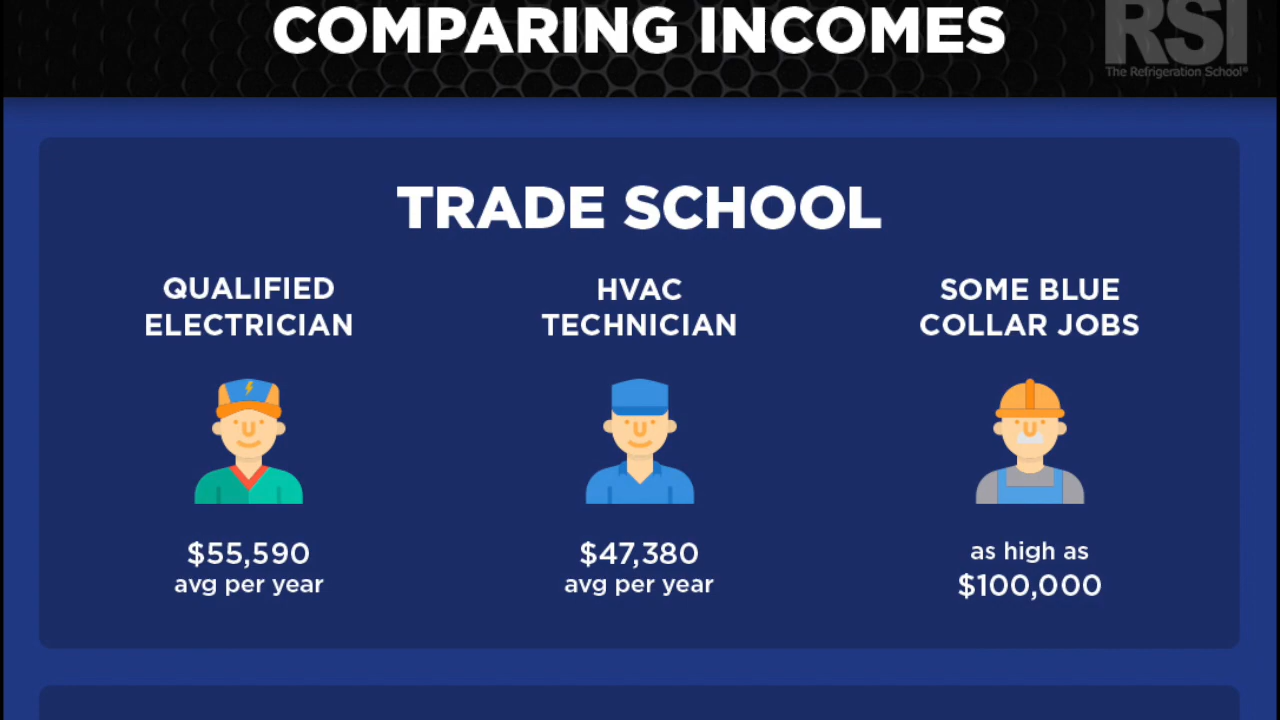 COMPARING INCOMES
RSI
The Refrigeration School®
TRADE SCHOOL
QUALIFIED
ELECTRICIAN
HVAC
TECHNICIAN
SOME BLUE
COLLAR JOBS
$55,590
avg per year
$47,380
avg per year
as high as
$100,000